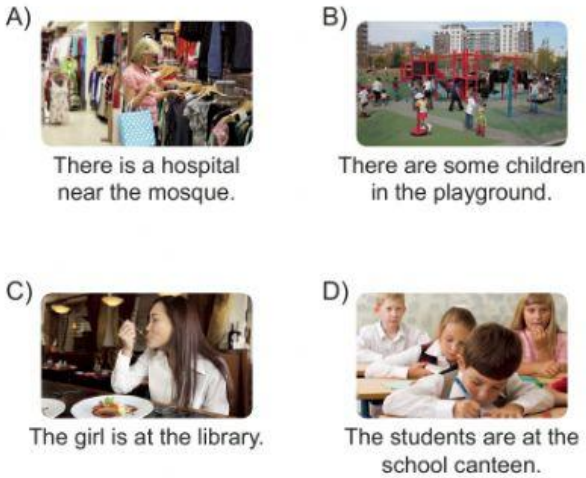 A)
There is a hospital
near the mosque.
B)
There are some children
in the playground.
C)
The girl is at the library.
D)
The students are at the
school canteen.